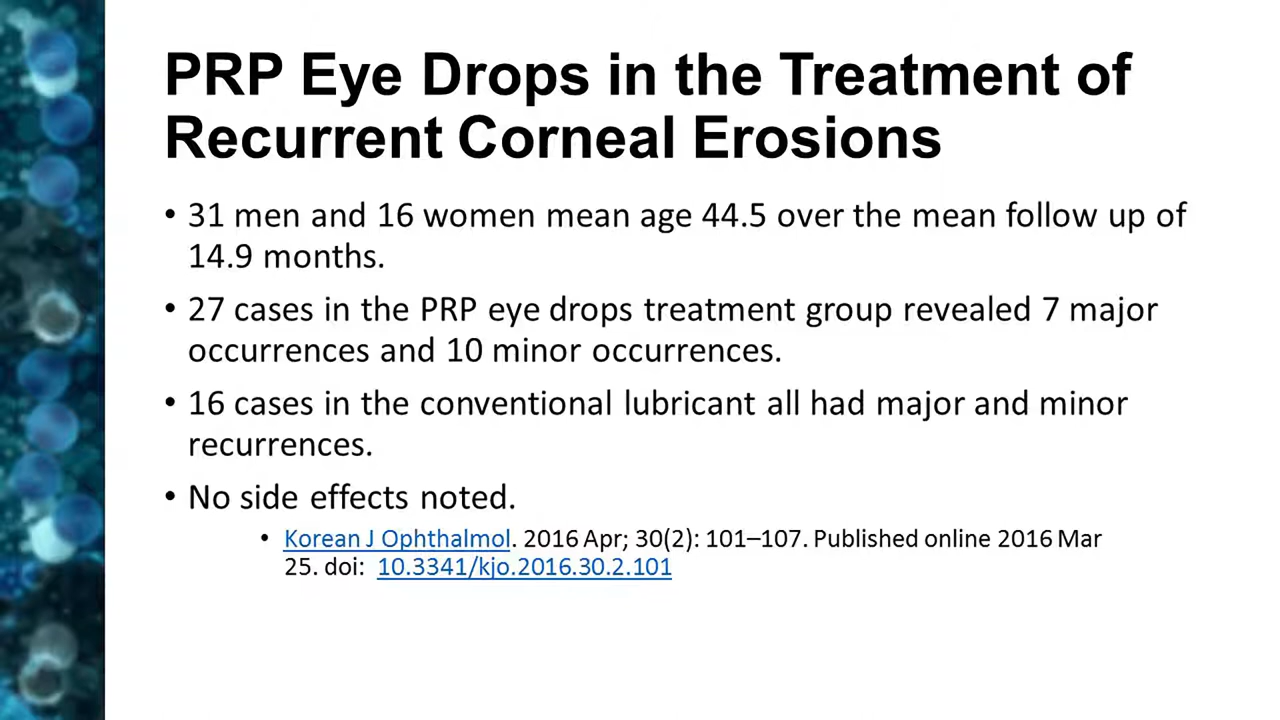 PRP Eye Drops in the Treatment of
Recurrent Corneal Erosions
• 31 men and 16 women mean age 44.5 over the mean follow up of
14.9 months.
• 27 cases in the PRP eye drops treatment group revealed 7 major
occurrences and 10 minor occurrences.
• 16 cases in the conventional lubricant all had major and minor
recurrences.
• No side effects noted.
• Korean J Ophthalmol. 2016 Apr; 30(2): 101–107. Published online 2016 Mar
25. doi: 10.3341/kjo.2016.30.2.101